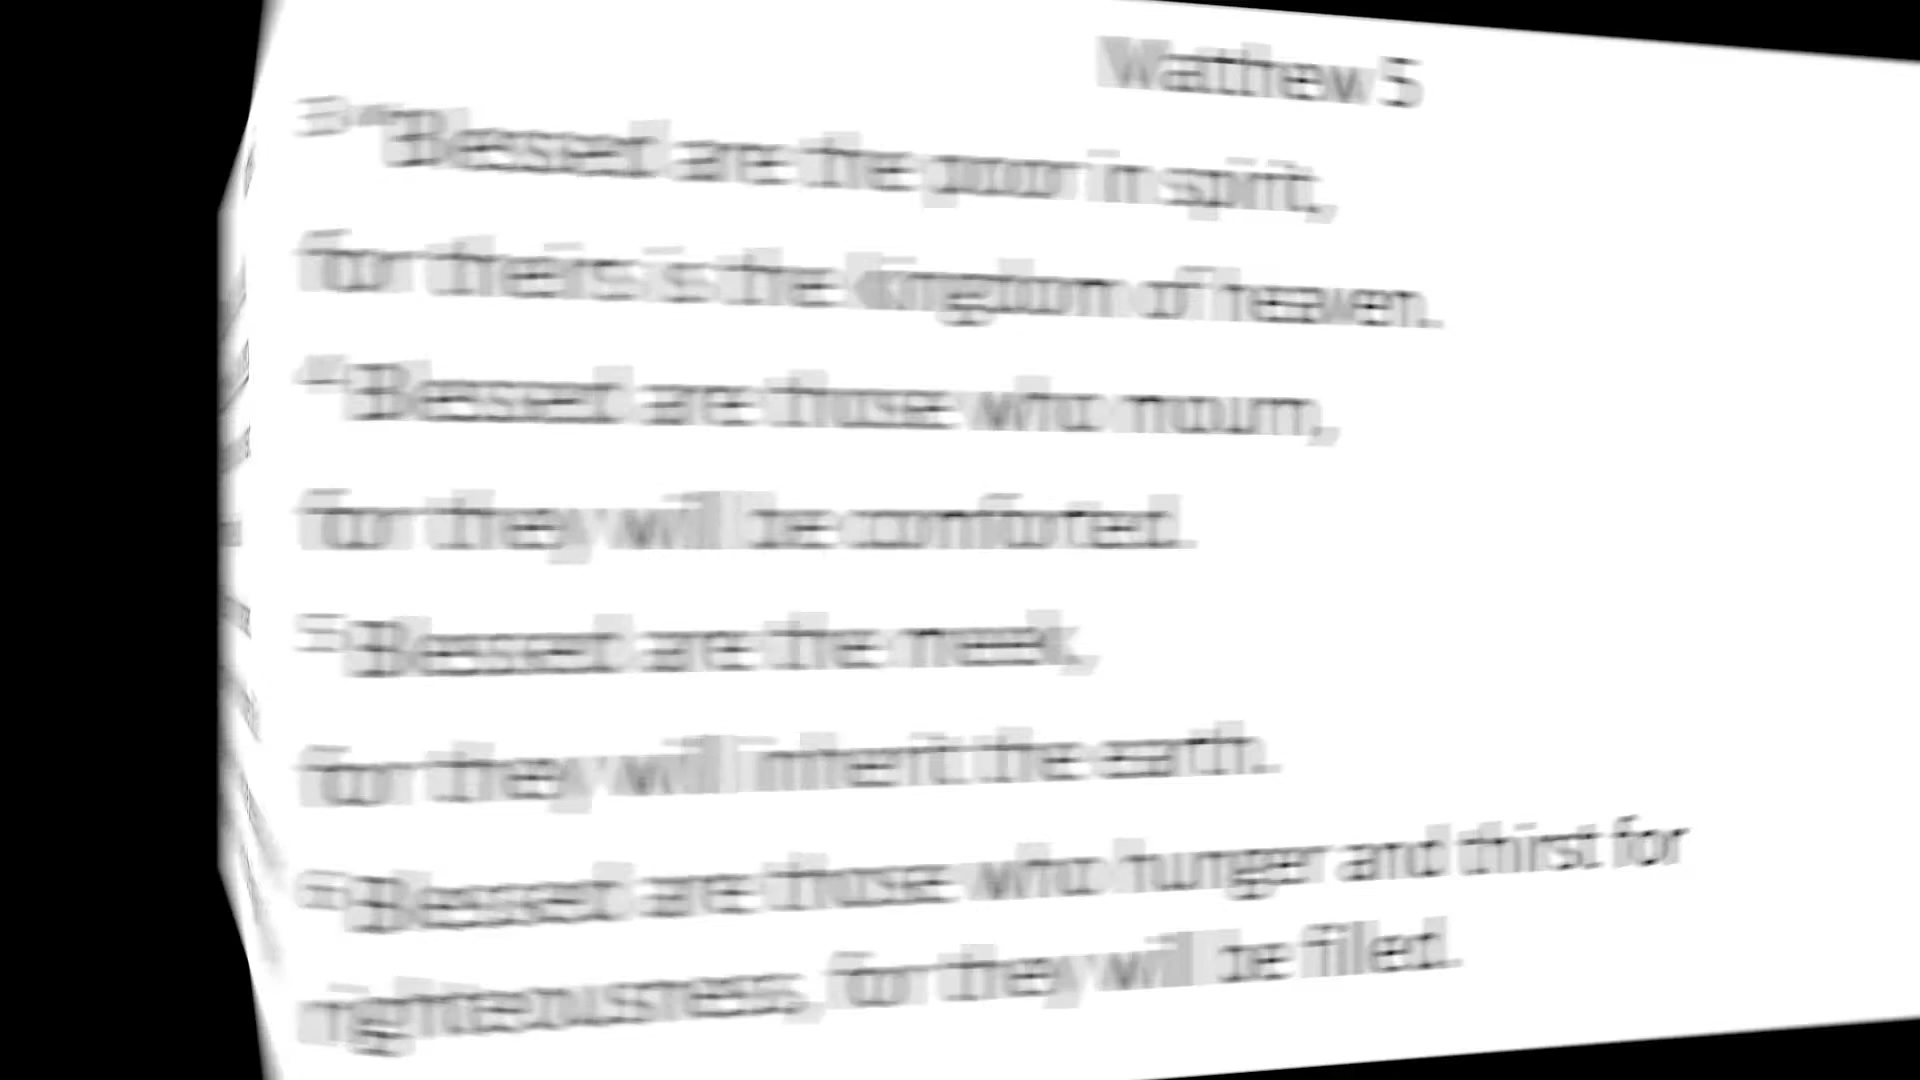 Matthew 5
3 "Blessed are the poor in spirit,
for theirs is the kingdom of heaven.
4 Blessed are those who mourn,
for they will be comforted.
5 Blessed are the meek,
for they will inherit the earth.
6 Blessed are those who hunger and thirst for
righteousness, for they will be filled.